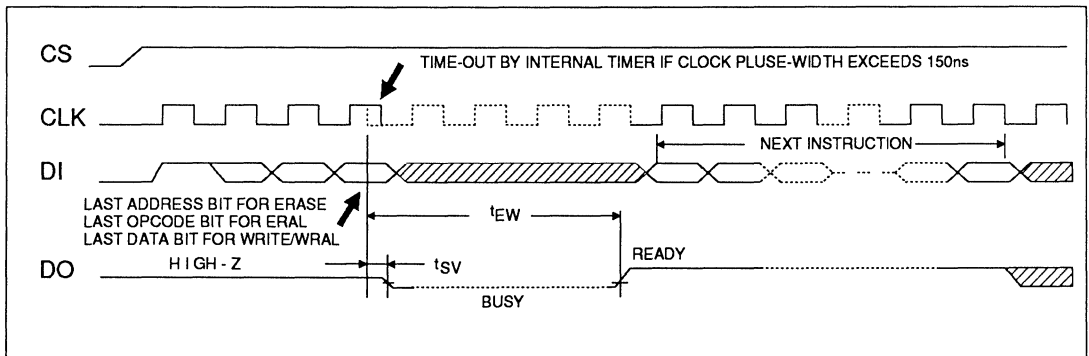 CS
TIME-OUT BY INTERNAL TIMER IF CLOCK PLUSE-WIDTH EXCEEDS 150ns
CLK
NEXT INSTRUCTION
DI
LAST ADDRESS BIT FOR ERASE
LAST OPCODE BIT FOR ERAL
LAST DATA BIT FOR WRITE/WRAL
tEW
HIGH-Z
tSV
READY
DO
BUSY